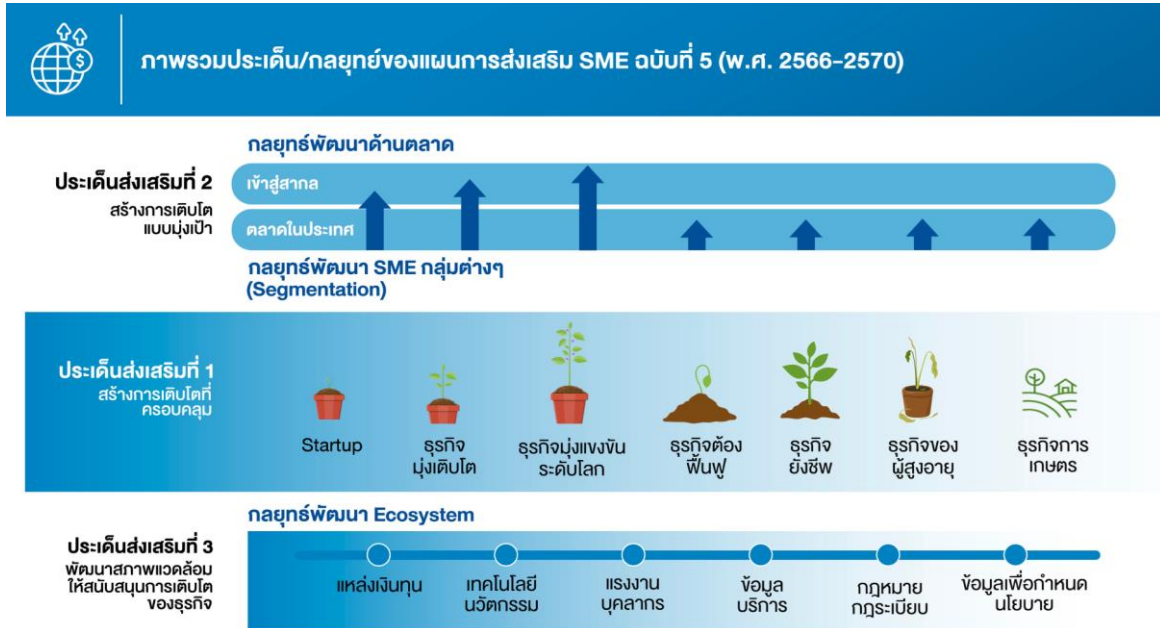 ภาพรวมประเด็น/กลยุทย์ของแผนการส่งเสริม SME ฉบับที่ 5 (พ.ศ. 2566-2570)
กลยุทธ์พัฒนาด้านตลาด
ประเด็นส่งเสริมที่ 2
สร้างการเติบโต
แบบมุ่งเป้า
เข้าสู่สากล
ตลาดในประเทศ
กลยุทธ์พัฒนา SME กลุ่มต่างๆ
(Segmentation)
ประเด็นส่งเสริมที่ 1
สร้างการเติบโตที่
ครอบคลุม
Startup
ธุรกิจ
มุ่งเติบโต
ธุรกิจมุ่งแข่งขัน
ระดับโลก
ธุรกิจต้อง
ฟื้นฟู
ธุรกิจ
ยังชีพ
ธุรกิจของ
ผู้สูงอายุ
ธุรกิจการ
เกษตร
กลยุทธ์พัฒนา Ecosystem
ประเด็นส่งเสริมที่ 3
พัฒนาสภาพแวดล้อม
ให้สนับสนุนการเติบโต
ของธุรกิจ
แหล่งเงินทุน
เทคโนโลยี
นวัตกรรม
แรงงาน
บุคลากร
ข้อมูล
บริการ
กฎหมาย
กฎระเบียบ
ข้อมูลเพื่อกำหนด
นโยบาย